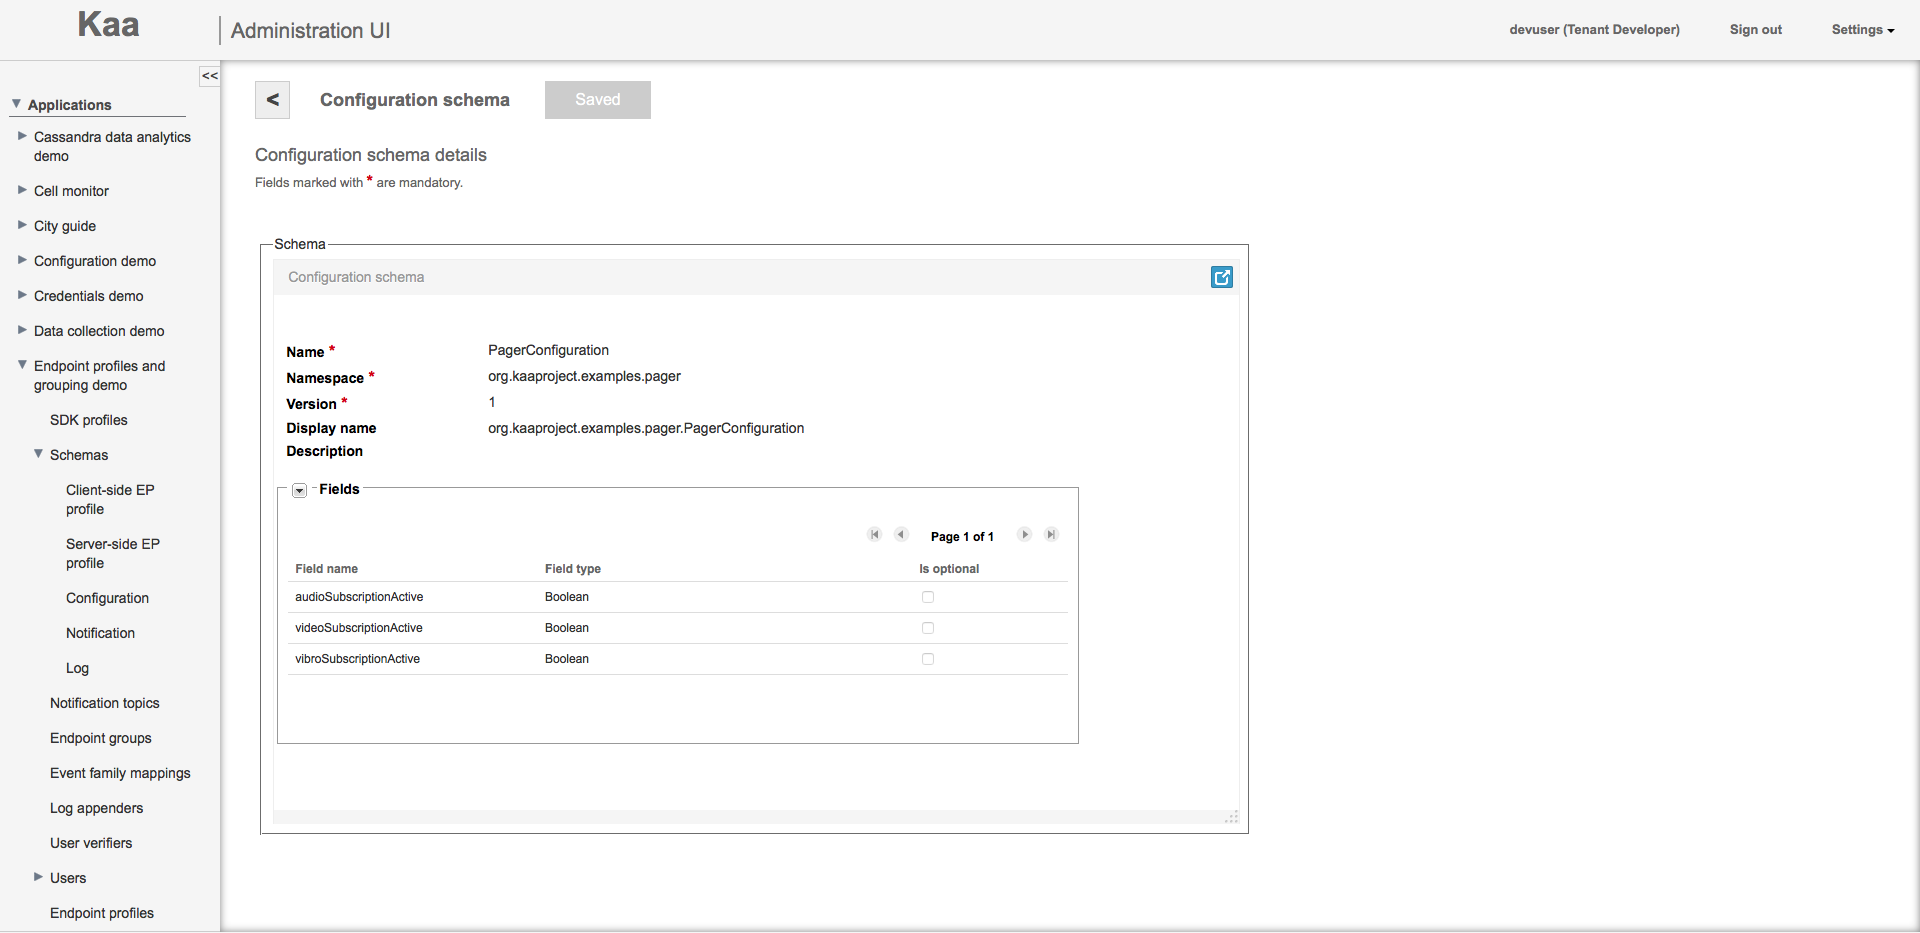 Kaa
Administration UI
devuser (Tenant Developer)
Sign out
Settings
<<
Applications
Cassandra data analytics
demo
Cell monitor
City guide
Configuration demo
Credentials demo
Data collection demo
Endpoint profiles and
grouping demo
SDK profiles
Schemas
Client-side EP
profile
Server-side EP
profile
Configuration
Notification
Log
Notification topics
Endpoint groups
Event family mappings
Log appenders
User verifiers
Users
Endpoint profiles
< Configuration schema Saved
Configuration schema details
Fields marked with * are mandatory.
Schema
Configuration schema
Name * PagerConfiguration
Namespace * org.kaaproject.examples.pager
Version * 1
Display name org.kaaproject.examples.pager.PagerConfiguration
Description
Fields
Page 1 of 1
Field name Field type Is optional
audioSubscriptionActive Boolean
videoSubscriptionActive Boolean
vibroSubscriptionActive Boolean